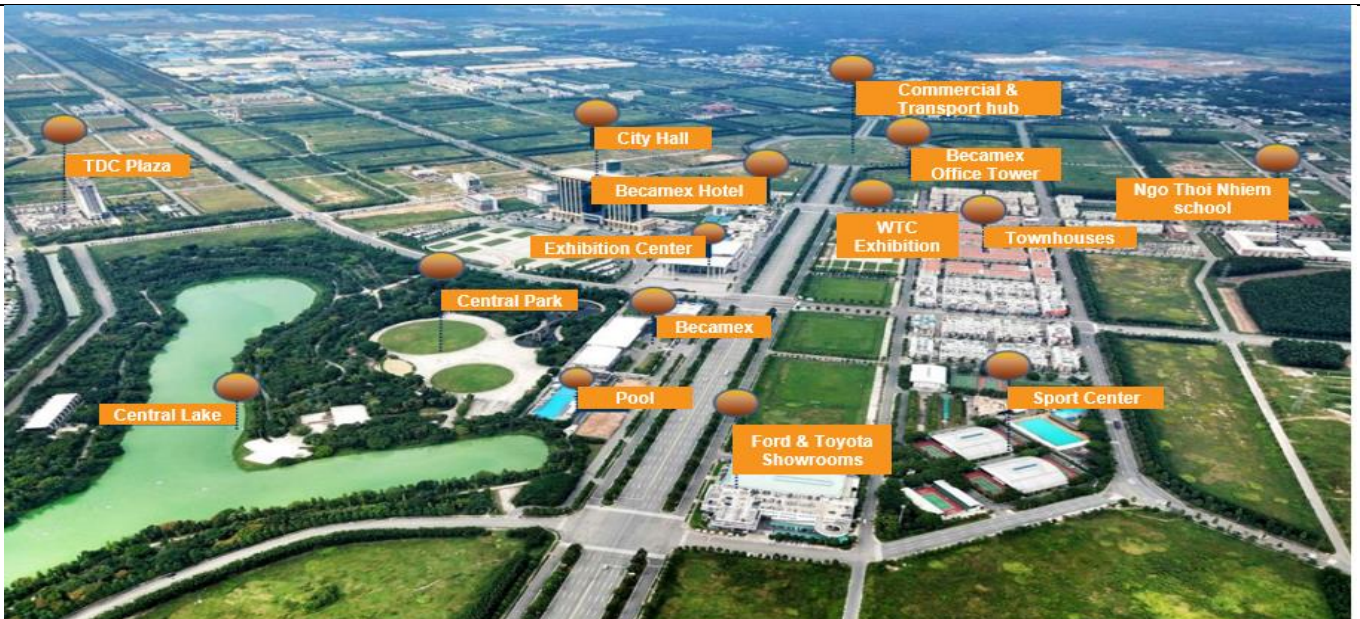 Commercial &
Transport hub
City Hall
Becamex
Office Tower
TDC Plaza
Becamex Hotel
Ngo Thoi Nhiem
school
WTC
Exhibition
Townhouses
Exhibition Center
Central Park
Becamex
Pool
Sport Center
Central Lake
Ford & Toyota
Showrooms